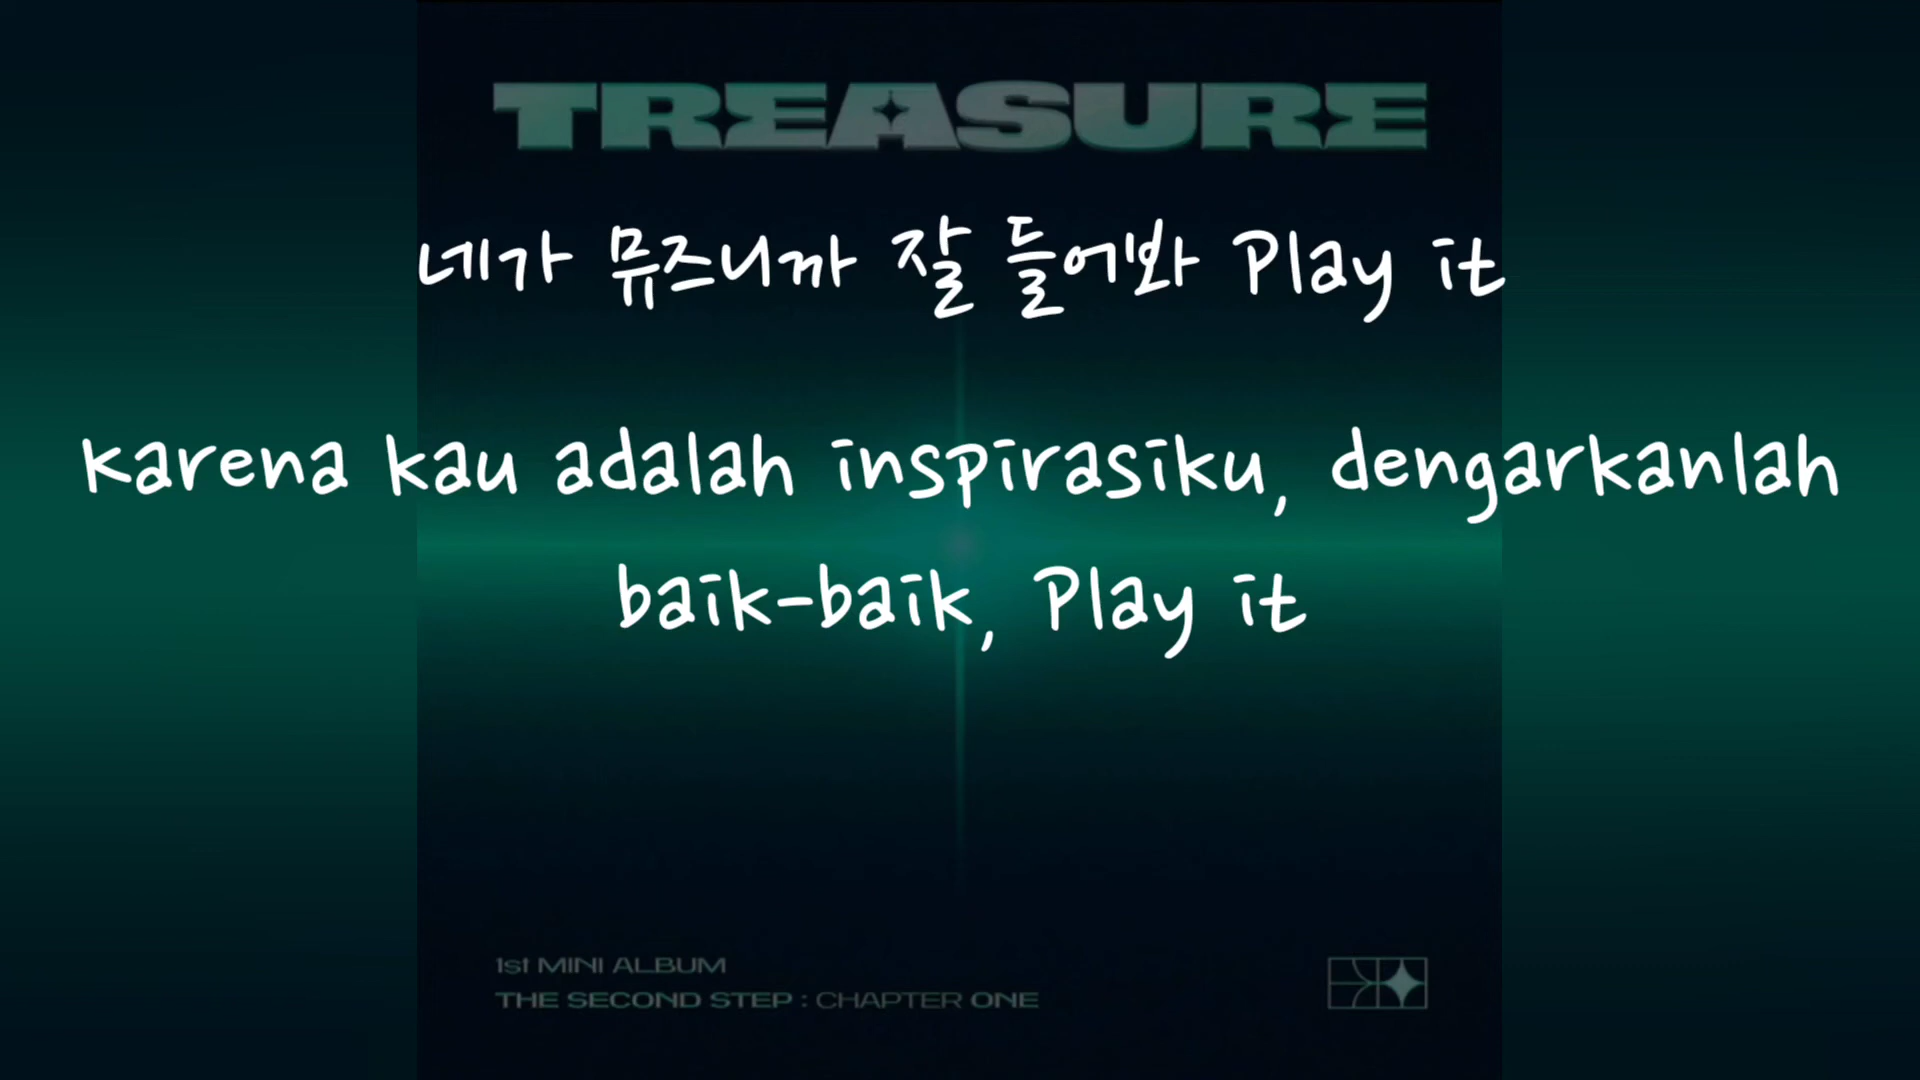 TREASURE
네가 뮤즈니까 잘 들어봐 Play it
karena kau adalah inspirasiku, dengarkanlah
baik-baik, Play it
1st MINI ALBUM
THE SECOND STEP : CHAPTER ONE